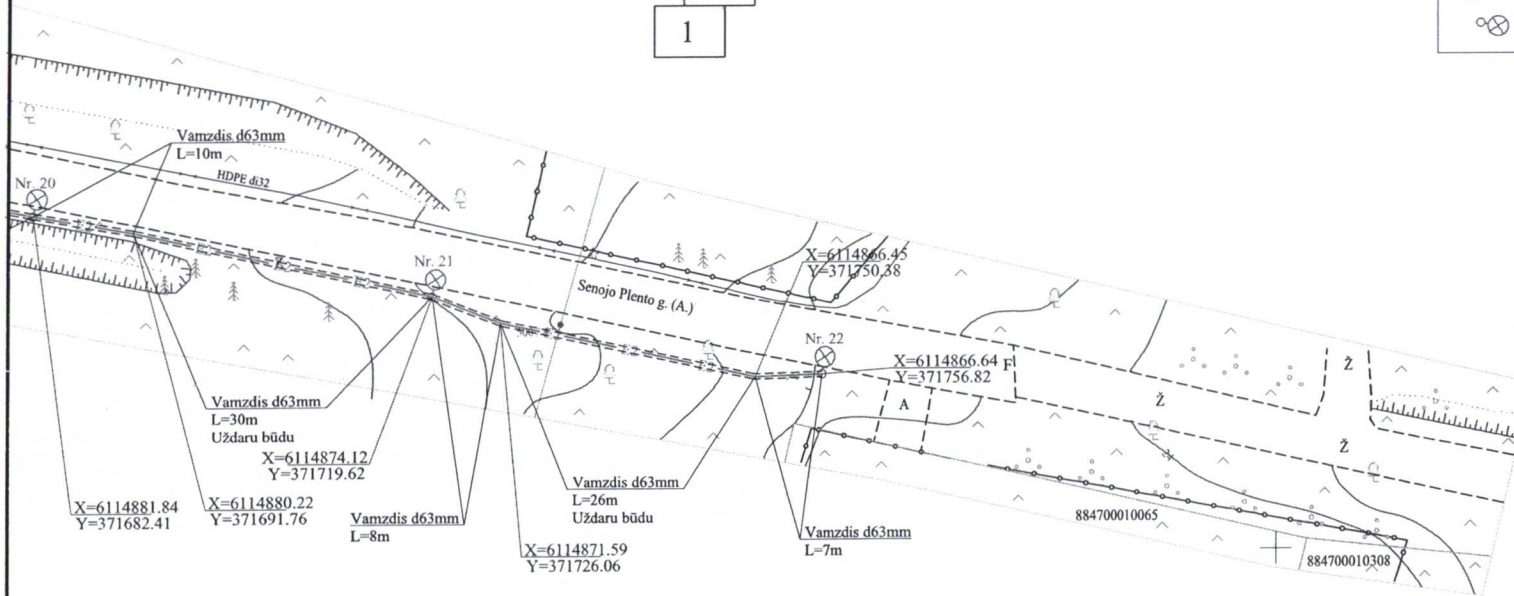 1
Vamzdis d63mm
L=10m
HDPE di32
Nr. 20
Nr. 21
Senojo Plento g. (A.)
X=6114866.45
Y=371750.38
Nr. 22
X=6114866.64
Y=371756.82
F
A
Ž
Ž
Ž
Vamzdis d63mm
L=30m
Uždaru būdu
X=6114874.12
Y=371719.62
X=6114881.84
Y=371682.41
X=6114880.22
Y=371691.76
Vamzdis d63mm
L=8m
Vamzdis d63mm
L=26m
Uždaru būdu
X=6114871.59
Y=371726.06
Vamzdis d63mm
L=7m
884700010065
884700010308